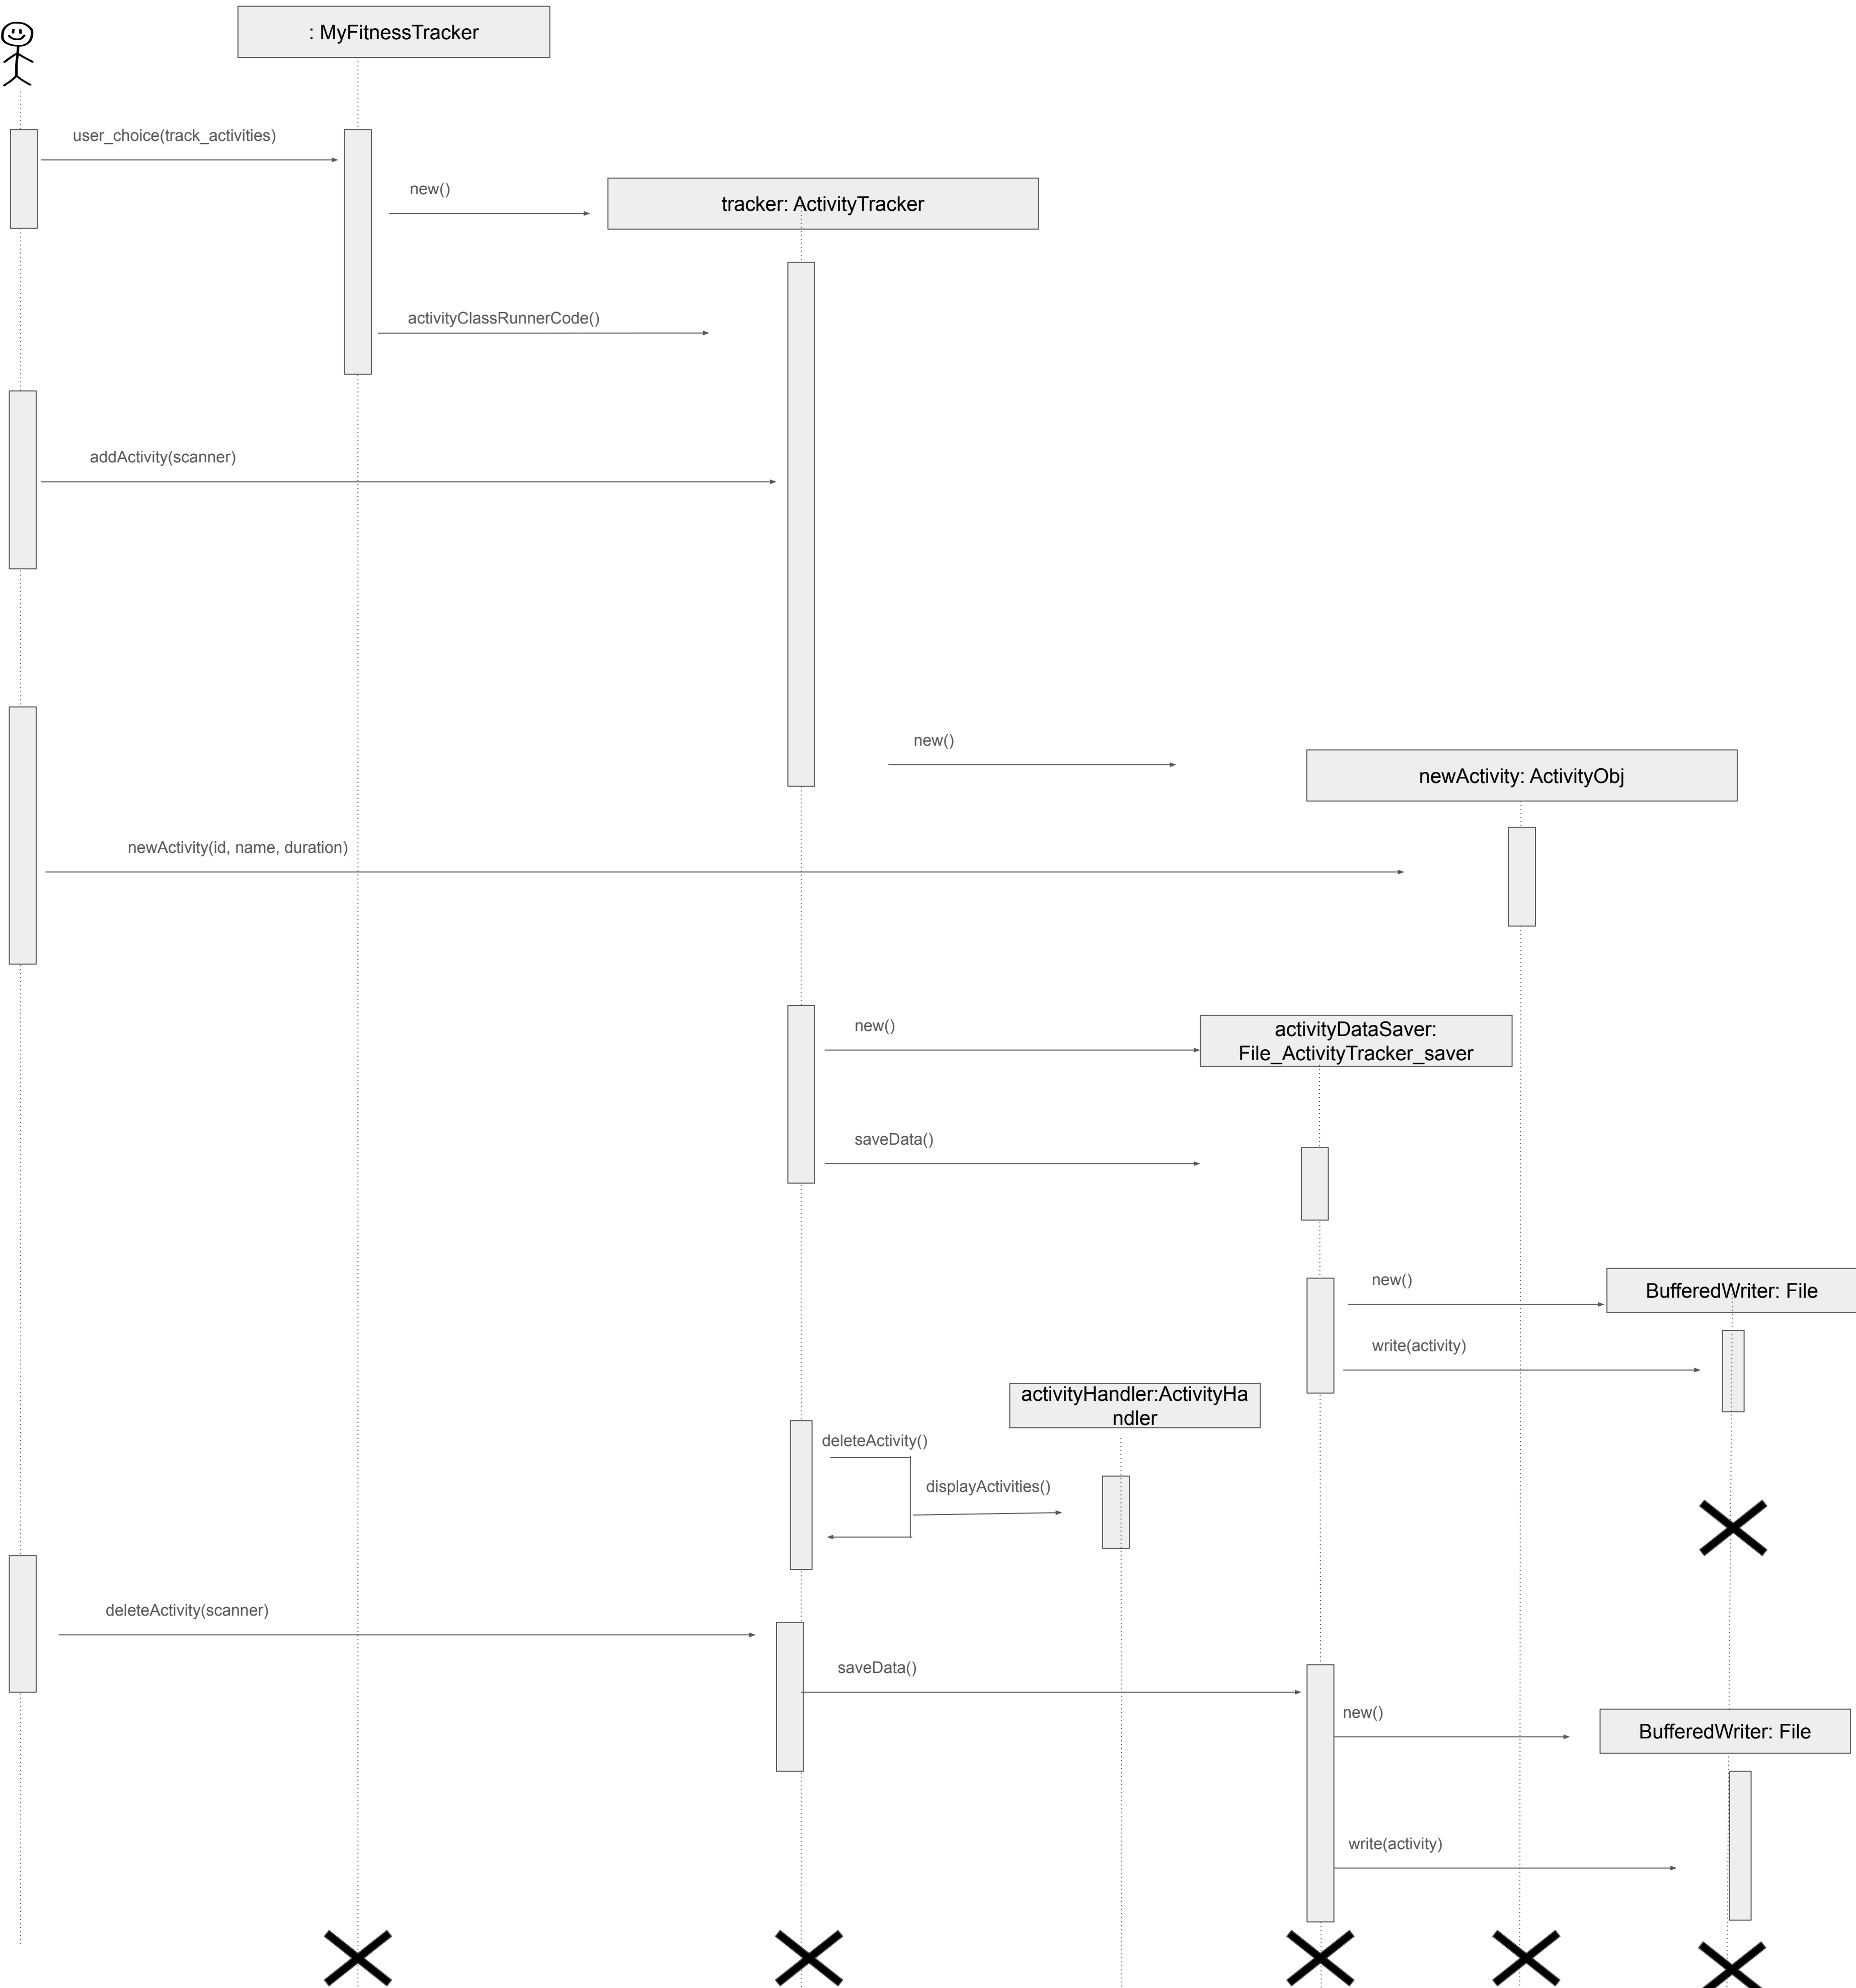 : MyFitnessTracker
user_choice(track_activities)
new()
tracker: ActivityTracker
activityClassRunnerCode()
addActivity(scanner)
new()
newActivity: ActivityObj
newActivity(id, name, duration)
new()
activityDataSaver:
File_ActivityTracker_saver
saveData()
new()
BufferedWriter: File
write(activity)
activityHandler:ActivityHa
ndler
deleteActivity()
displayActivities()
deleteActivity(scanner)
saveData()
new()
BufferedWriter: File
write(activity)